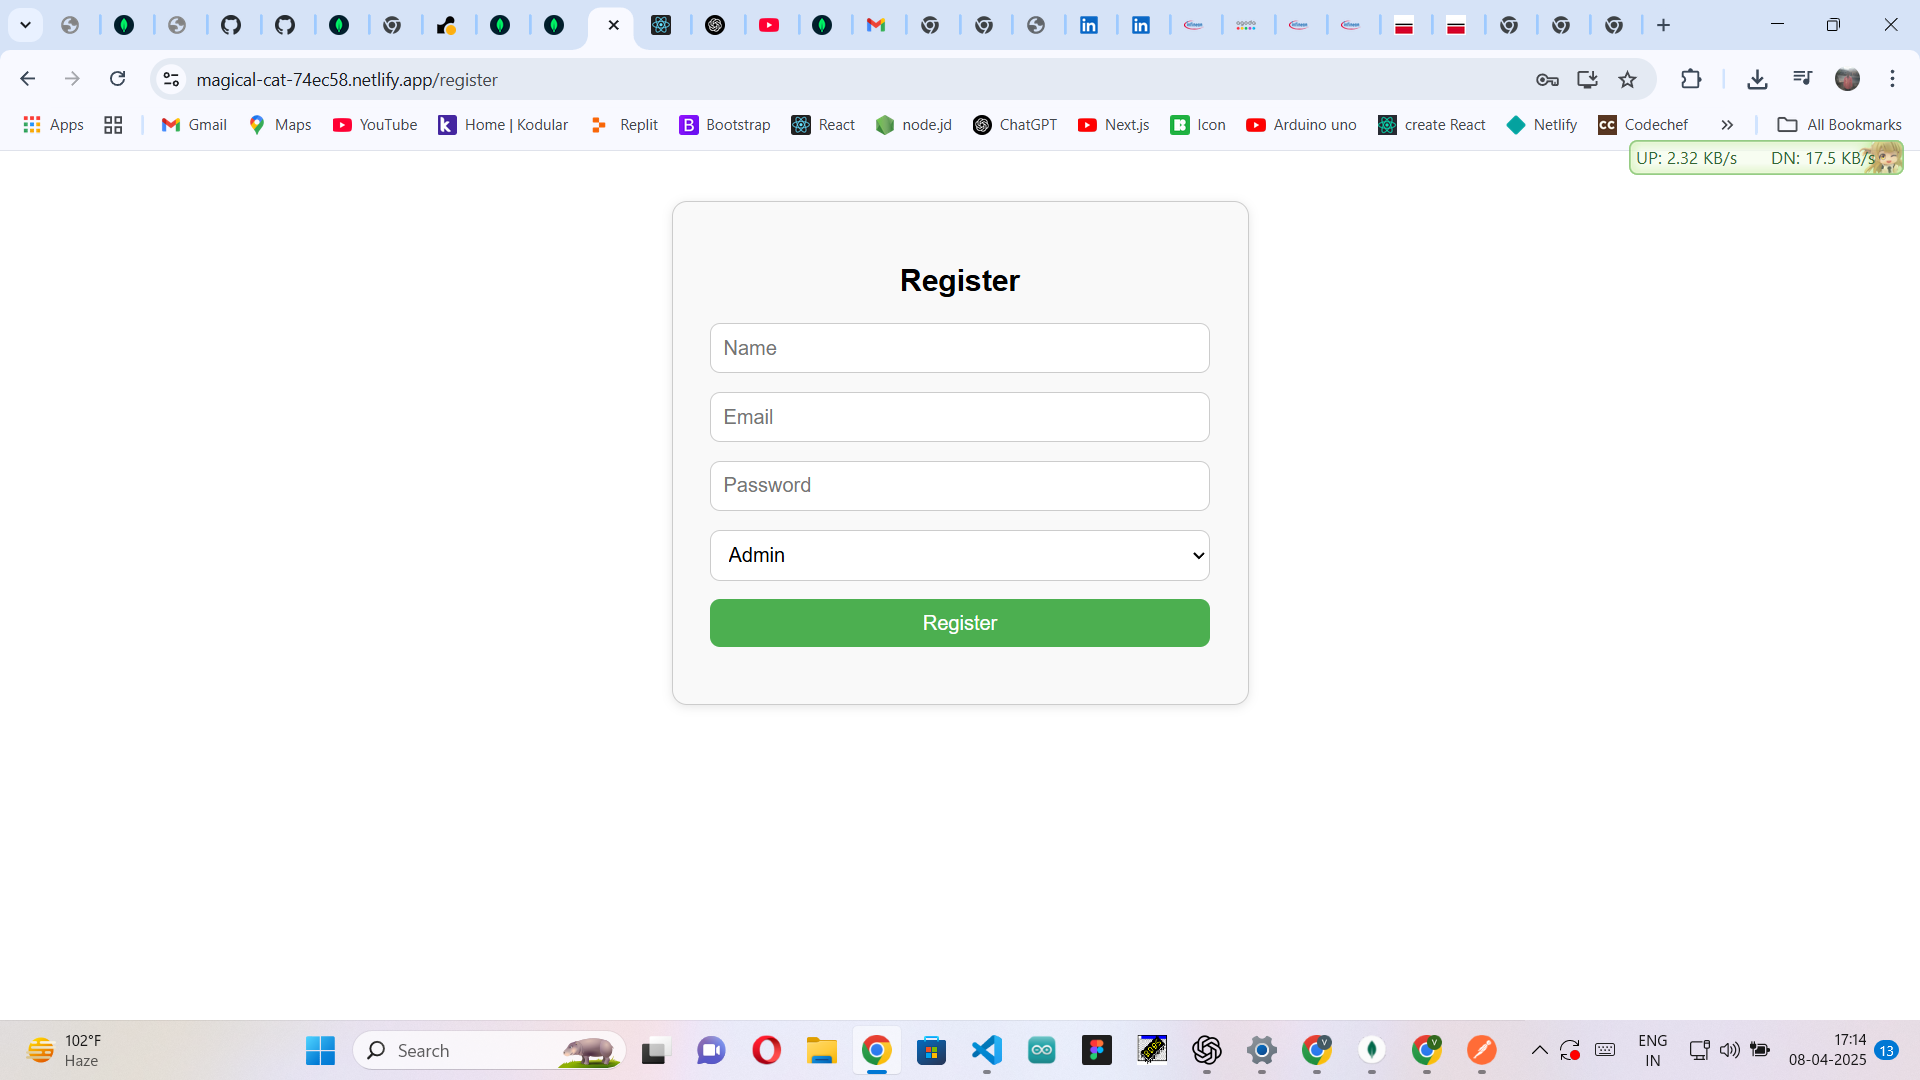 magical-cat-74ec58.netlify.app/register
Apps Gmail Maps YouTube Home | Kodular Replit Bootstrap React node.jd ChatGPT Next.js Icon Arduino uno create React Netlify CC Codechef All Bookmarks
UP: 2.32 KB/s DN: 17.5 KB/s
Register
Name
Email
Password
Admin
Register
102°F
Haze
Search
ENG
IN
17:14
08-04-2025
13